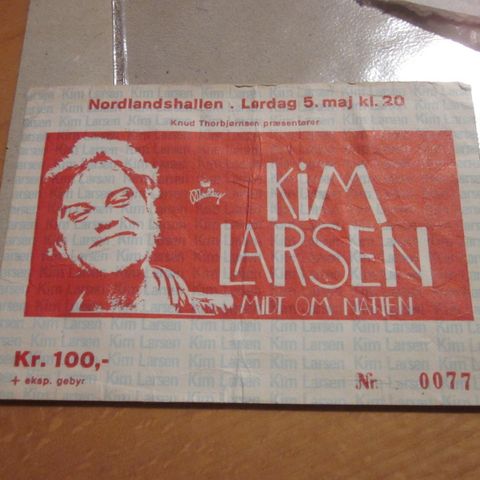 Nordlandshallen . Lørdag 5. maj kl. 20
Knud Thorbjørnsen præsenterer
KiM
LARSEN
MIDT OM NATTEN
Kr. 100,-
+ eksp. gebyr
Nr. 0077